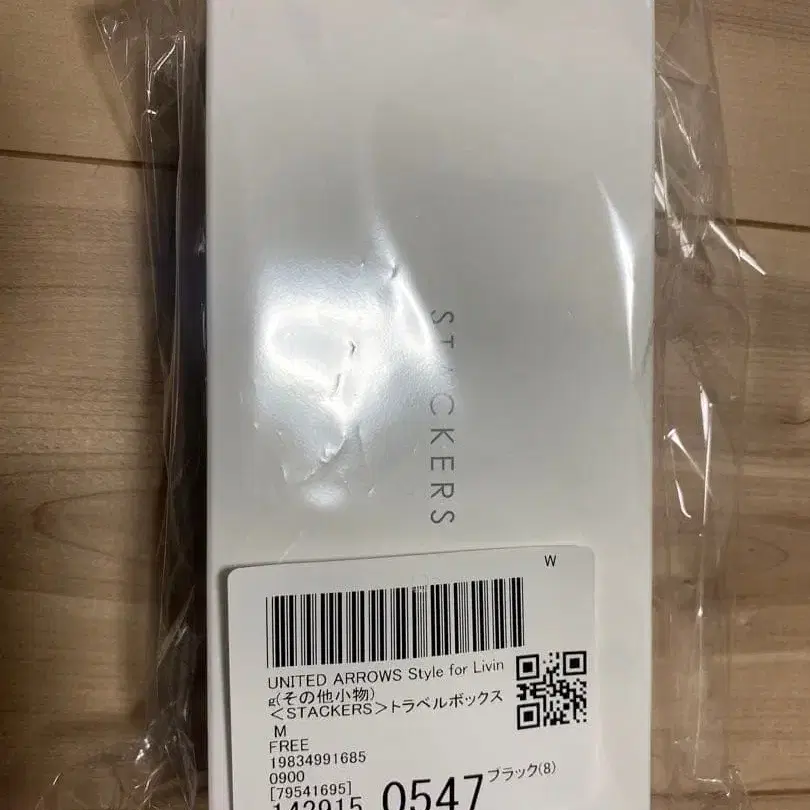 STACKERS
W
UNITED ARROWS Style for Livin
g(その他小物)
＜STACKERS＞トラベルボックス
M
FREE
19834991685
0900
[79541695]
142915 0547 ブラック(8)